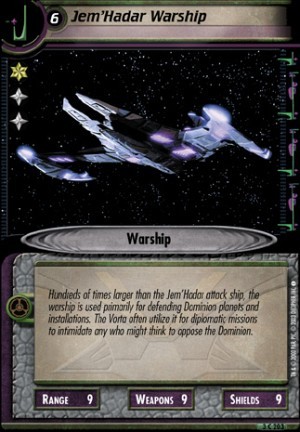 6 Jem'Hadar Warship
Warship
Hundreds of times larger than the Jem'Hadar attack ship, the
warship is used primarily for defending Dominion planets and
installations. The Vorta often utilize it for diplomatic missions
to intimidate any who might think to oppose the Dominion.
RANGE 9 WEAPONS 9 SHIELDS 9